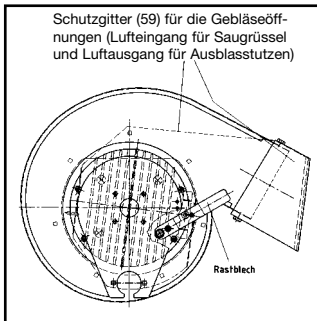 Schutzgitter (59) für die Gebläseöff-
nungen (Lufteingang für Saugrüssel
und Luftausgang für Ausblasstutzen)
Rastblech